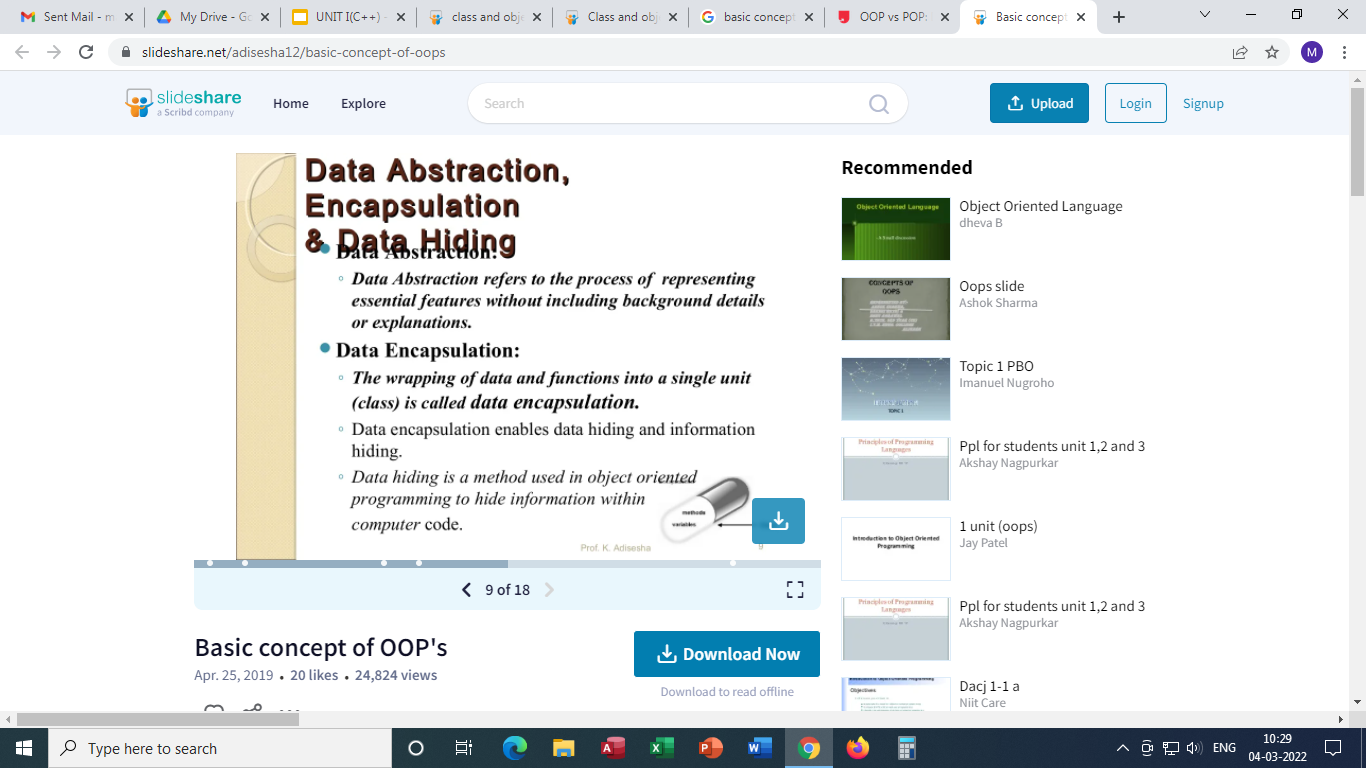 Sent Mail - m
My Drive - Go
UNIT I(C++) -
class and obje
Class and obj
basic concept
OOP vs POP:
Basic concept
slideshare.net/adisesha12/basic-concept-of-oops
M
slideshare
a Scribd company
Home
Explore
Search
Upload
Login
Signup
Data Abstraction,
Encapsulation
& Data Hiding
Data Abstraction:
Data Abstraction refers to the process of representing
essential features without including background details
or explanations.
Data Encapsulation:
The wrapping of data and functions into a single unit
(class) is called data encapsulation.
Data encapsulation enables data hiding and information
hiding.
Data hiding is a method used in object oriented
programming to hide information within
computer code.
methods
variables
Prof. K. Adisesha
9
9 of 18
Basic concept of OOP's
Apr. 25, 2019 • 20 likes • 24,824 views
Download Now
Download to read offline
Recommended
Object Oriented Language
Object Oriented Language
dheva B
CONCEPTS OF
OOPS
Oops slide
Ashok Sharma
TOPIC 1
Topic 1 PBO
Imanuel Nugroho
Principles of Programming
Languages
Ppl for students unit 1,2 and 3
Akshay Nagpurkar
Introduction to Object Oriented
Programming
1 unit (oops)
Jay Patel
Principles of Programming
Languages
Ppl for students unit 1,2 and 3
Akshay Nagpurkar
Objectives
Dacj 1-1 a
Niit Care
Type here to search
ENG
10:29
04-03-2022